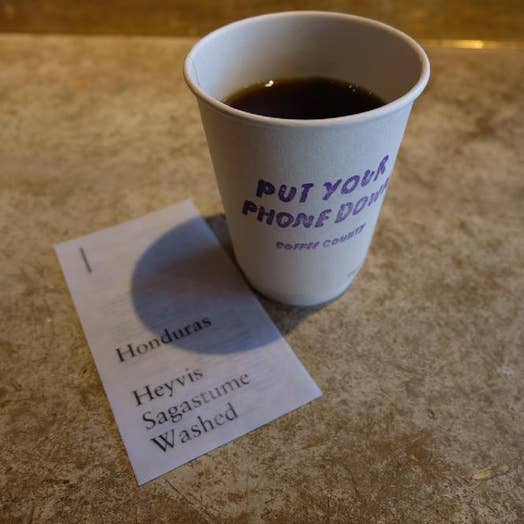 PUT YOUR
PHONE DOWN
COFFEE COUNTY
Honduras
Heyvis
Sagastume
Washed